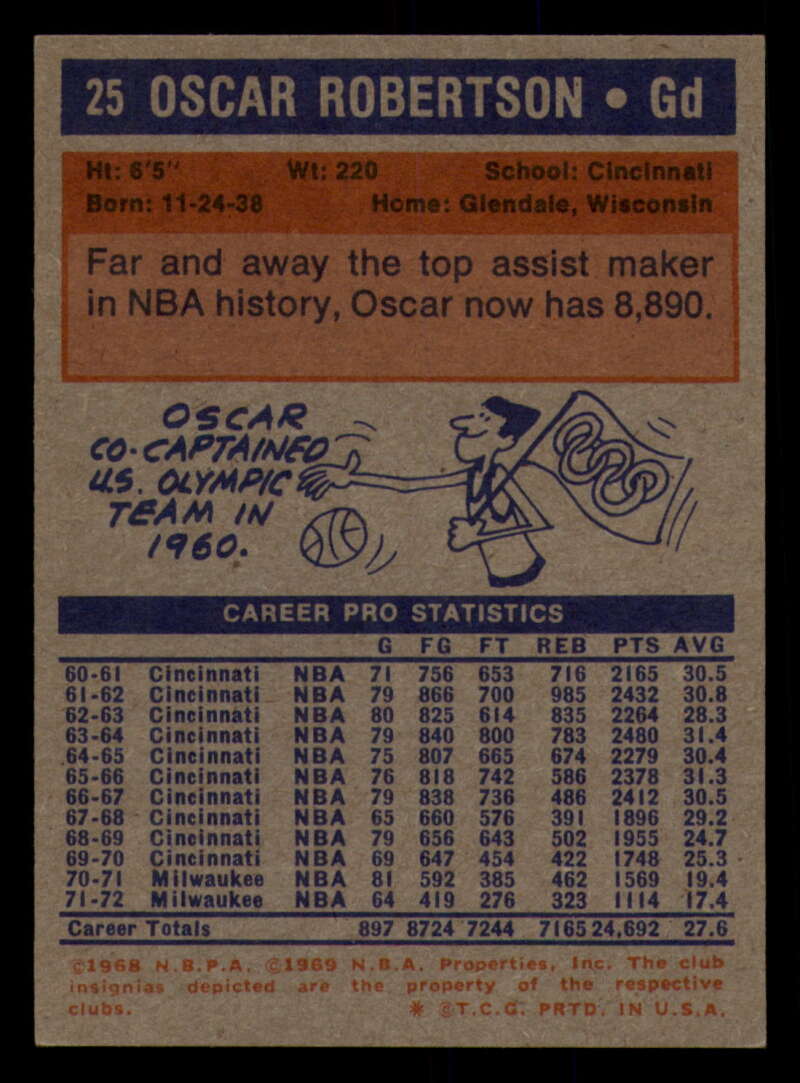 25 OSCAR ROBERTSON • Gd
Ht: 6'5" Wt: 220 School: Cincinnati
Born: 11-24-38 Home: Glendale, Wisconsin
Far and away the top assist maker
in NBA history, Oscar now has 8,890.
OSCAR
CO-CAPTAINED
U.S. OLYMPIC
TEAM IN
1960.
CAREER PRO STATISTICS
G FG FT REB PTS AVG
60-61 Cincinnati NBA 71 756 653 716 2165 30.5
61-62 Cincinnati NBA 79 866 700 985 2432 30.8
62-63 Cincinnati NBA 80 825 614 835 2264 28.3
63-64 Cincinnati NBA 79 840 800 783 2480 31.4
64-65 Cincinnati NBA 75 807 665 674 2279 30.4
65-66 Cincinnati NBA 76 818 742 586 2378 31.3
66-67 Cincinnati NBA 79 838 736 486 2412 30.5
67-68 Cincinnati NBA 65 660 576 391 1896 29.2
68-69 Cincinnati NBA 79 656 643 502 1955 24.7
69-70 Cincinnati NBA 69 647 454 422 1748 25.3
70-71 Milwaukee NBA 81 592 385 462 1569 19.4
71-72 Milwaukee NBA 64 419 276 323 1114 17.4
Career Totals 897 8724 7244 7165 24,692 27.6
©1968 N.B.P.A. ©1969 N.B.A. Properties, Inc. The club
insignias depicted are the property of the respective
clubs. * ©T.C.G. PRTD. IN U.S.A.